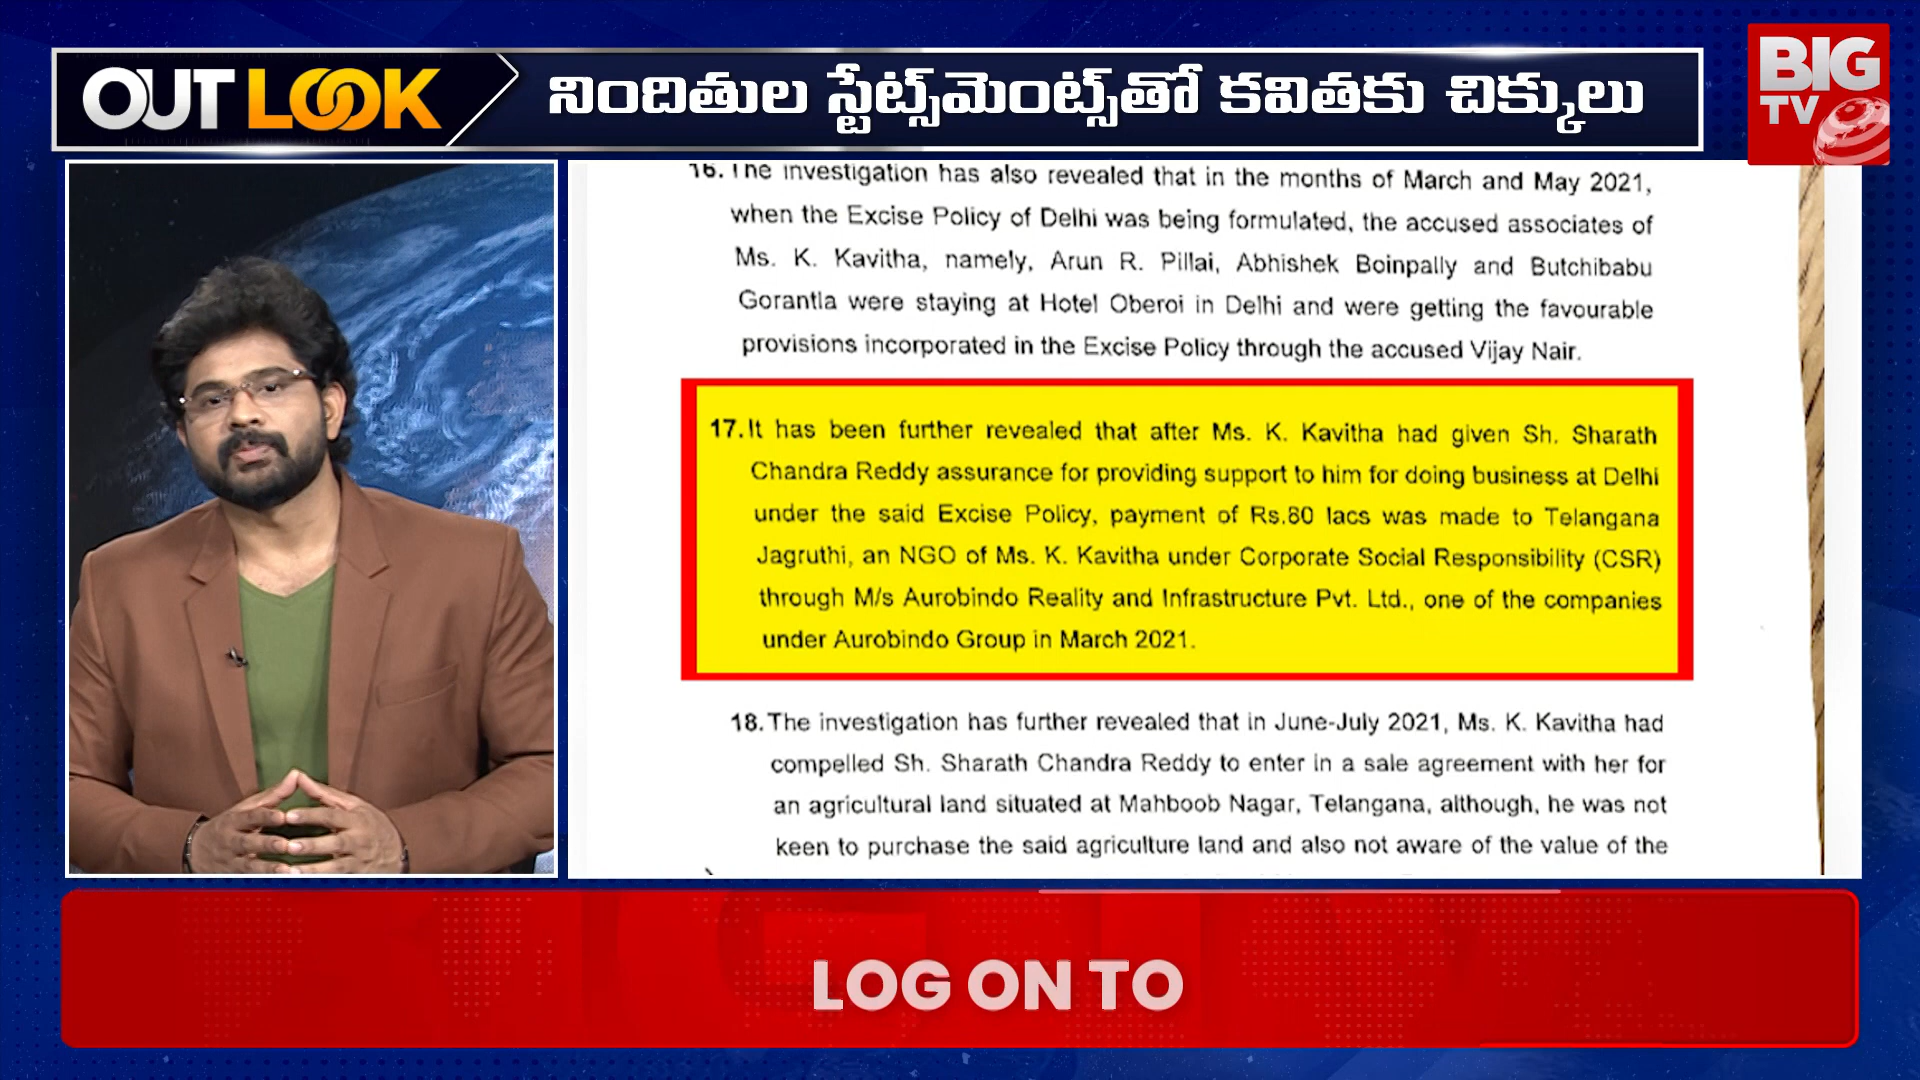 OUTLOOK
నిందితుల స్టేట్స్‌మెంట్స్‌తో కవితకు చిక్కులు
BIG
TV
16. The investigation has also revealed that in the months of March and May 2021,
when the Excise Policy of Delhi was being formulated, the accused associates of
Ms. K. Kavitha, namely, Arun R. Pillai, Abhishek Boinpally and Butchibabu
Gorantla were staying at Hotel Oberoi in Delhi and were getting the favourable
provisions incorporated in the Excise Policy through the accused Vijay Nair.
17. It has been further revealed that after Ms. K. Kavitha had given Sh. Sharath
Chandra Reddy assurance for providing support to him for doing business at Delhi
under the said Excise Policy, payment of Rs.80 lacs was made to Telangana
Jagruthi, an NGO of Ms. K. Kavitha under Corporate Social Responsibility (CSR)
through M/s Aurobindo Reality and Infrastructure Pvt. Ltd., one of the companies
under Aurobindo Group in March 2021.
18. The investigation has further revealed that in June-July 2021, Ms. K. Kavitha had
compelled Sh. Sharath Chandra Reddy to enter in a sale agreement with her for
an agricultural land situated at Mahboob Nagar, Telangana, although, he was not
keen to purchase the said agriculture land and also not aware of the value of the
LOG ON TO